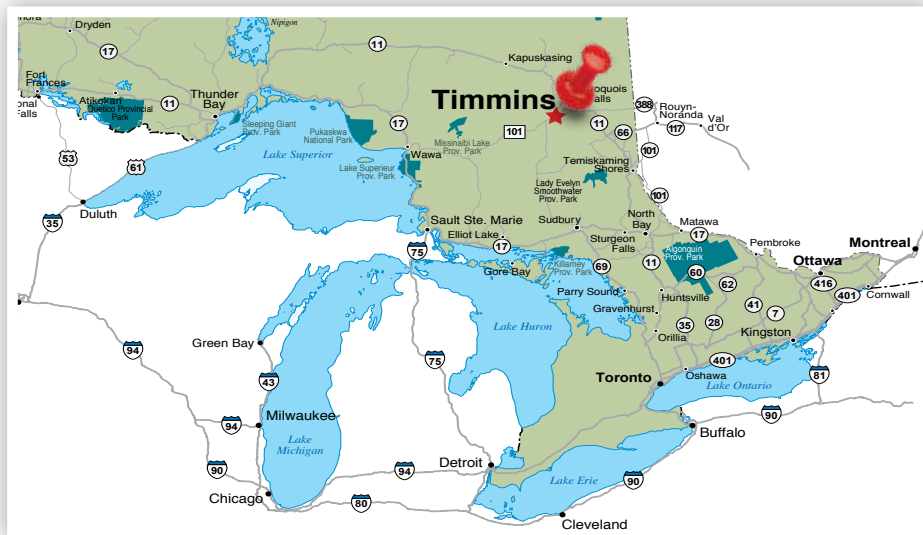 nora
Dryden
17
Nipigon
11
Kapuskasing
Fort
Frances
onal
Falls
Atikokan
Quetico Provincial
Park
11
Thunder
Bay
Sleeping Giant
Prov. Park
Pukaskwa
National Park
17
Missinaibi Lake
Prov. Park
Timmins
101
oquois
alls
11
388
Rouyn-
Noranda
117
Val
d'Or
66
101
53
61
Lake Superior
Wawa
Lake Superieur
Prov. Park
Temiskaming
Shores
Lady Evelyn
Smoothwater
Prov. Park
101
Duluth
35
Sault Ste. Marie
Elliot Lake
75
17
Sudbury
Sturgeon
Falls
North
Bay
Matawa
17
Algonquin
Prov. Park
60
Pembroke
Montreal
Ottawa
416
401
Cornwall
Gore Bay
Killarney
Prov. Park
69
11
62
Parry Sound
Huntsville
Gravenhurst
41
7
35
28
Orillia
Kingston
Lake Huron
94
Green Bay
43
75
401
Oshawa
81
Toronto
Lake Ontario
90
Milwaukee
94
Lake
Michigan
Buffalo
90
Detroit
94
Lake Erie
90
Chicago
80
Cleveland